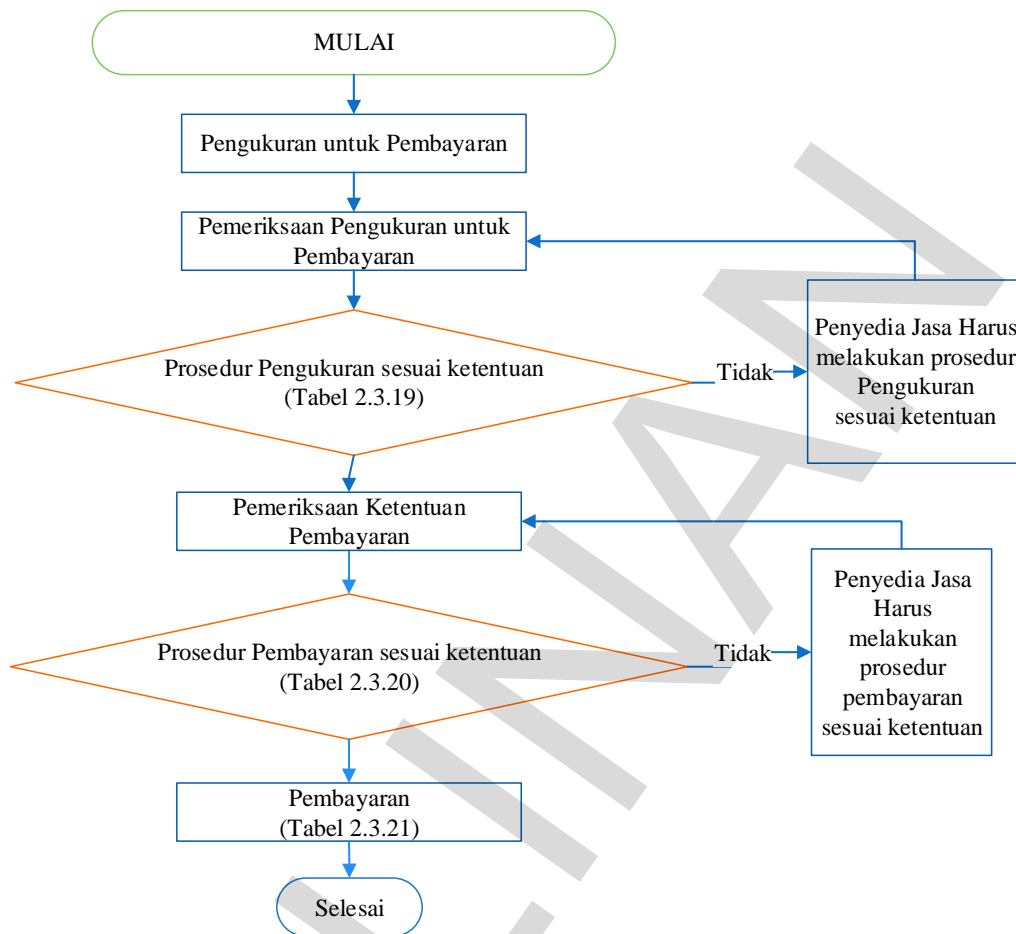 MULAI
Pengukuran untuk Pembayaran
Pemeriksaan Pengukuran untuk
Pembayaran
Prosedur Pengukuran sesuai ketentuan
(Tabel 2.3.19)
Tidak
Penyedia Jasa Harus
melakukan prosedur
Pengukuran
sesuai ketentuan
Pemeriksaan Ketentuan
Pembayaran
Prosedur Pembayaran sesuai ketentuan
(Tabel 2.3.20)
Tidak
Penyedia Jasa
Harus
melakukan
prosedur
pembayaran
sesuai ketentuan
Pembayaran
(Tabel 2.3.21)
Selesai